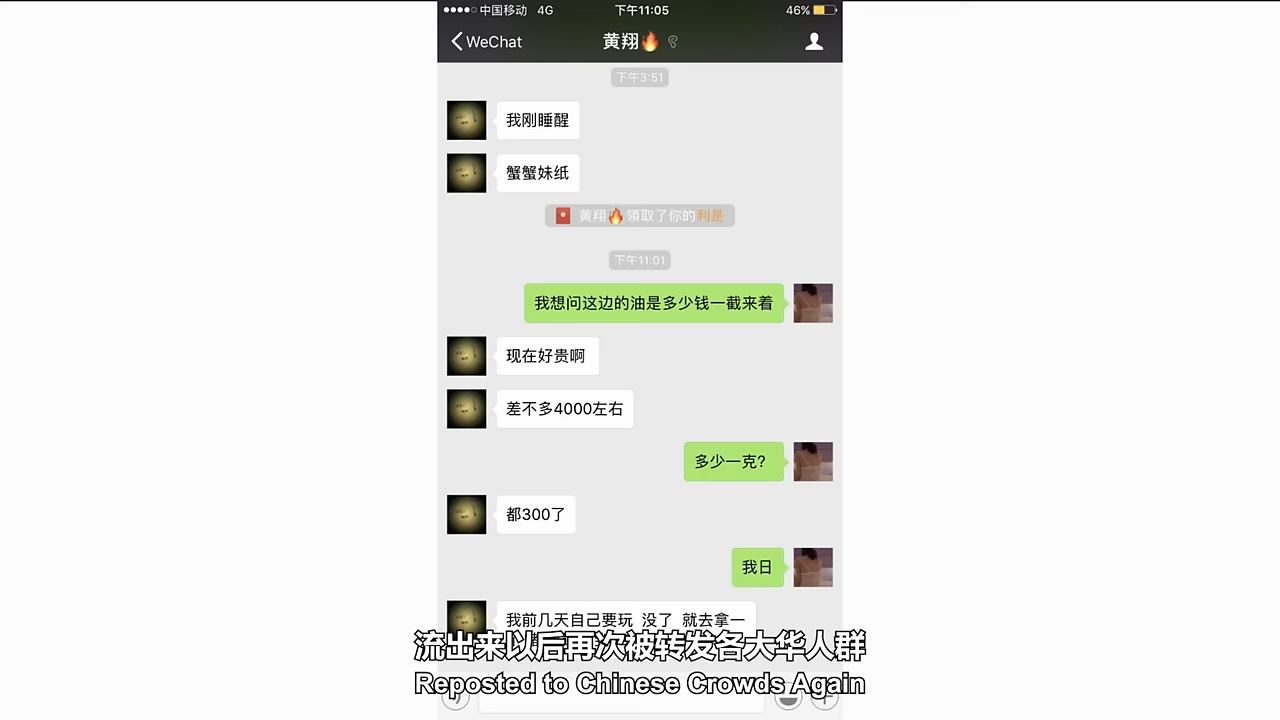 中国移动 4G 下午11:05 46%
WeChat 黄翔🔥
下午3:51
我刚睡醒
蟹蟹妹纸
黄翔🔥領取了你的利是
下午11:01
我想问这边的油是多少钱一截来着
现在好贵啊
差不多4000左右
多少一克？
都300了
我日
我前几天自己要玩 没了 就去拿一
流出来以后再次被转发各大华人群
Reposted to Chinese Crowds Again